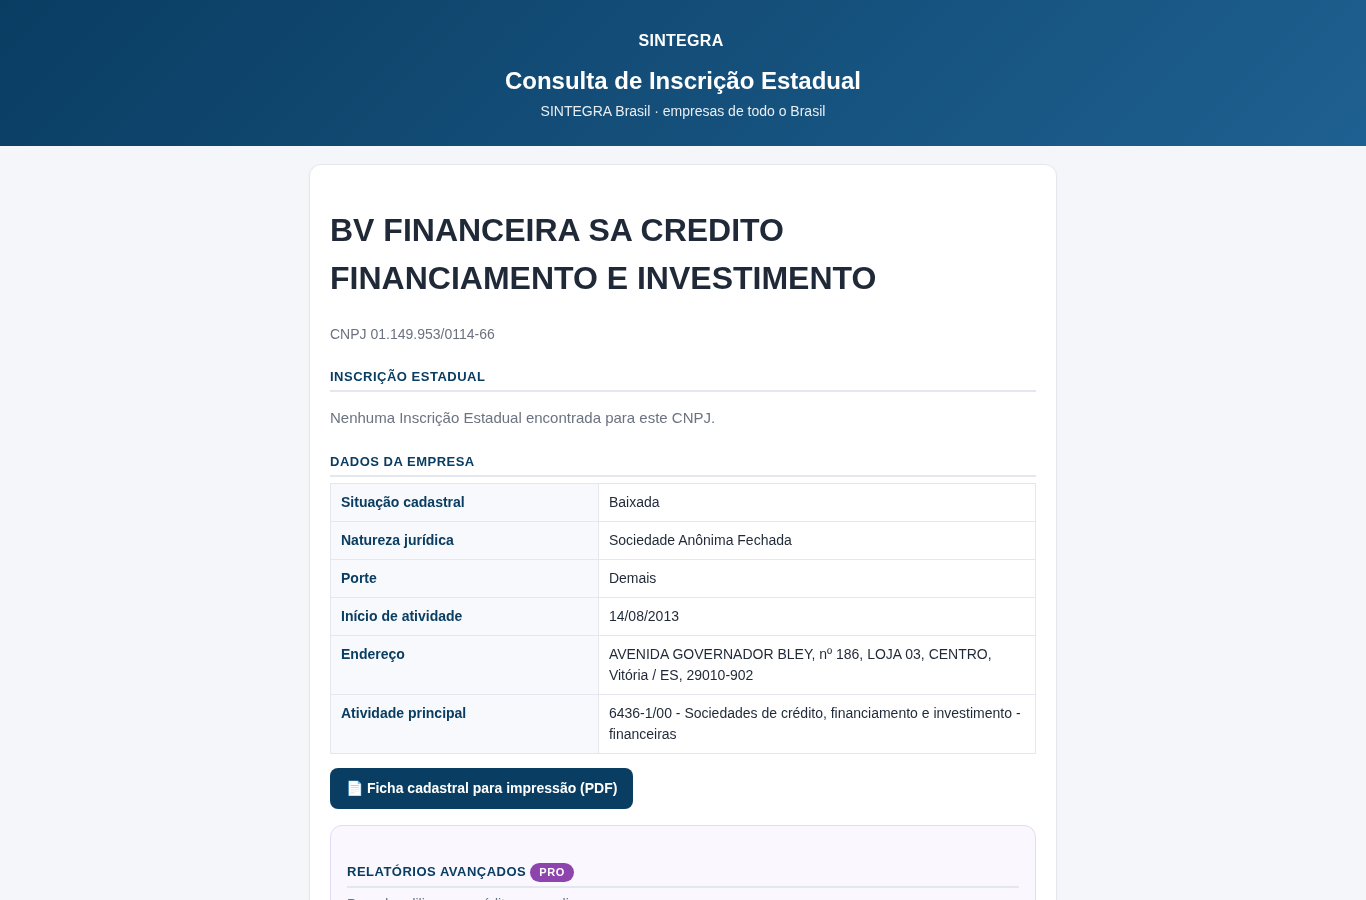 SINTEGRA
Consulta de Inscrição Estadual
SINTEGRA Brasil · empresas de todo o Brasil
BV FINANCEIRA SA CREDITO
FINANCIAMENTO E INVESTIMENTO
CNPJ 01.149.953/0114-66
INSCRIÇÃO ESTADUAL
Nenhuma Inscrição Estadual encontrada para este CNPJ.
DADOS DA EMPRESA
Situação cadastral Baixada
Natureza jurídica Sociedade Anônima Fechada
Porte Demais
Início de atividade 14/08/2013
Endereço AVENIDA GOVERNADOR BLEY, nº 186, LOJA 03, CENTRO,
Vitória / ES, 29010-902
Atividade principal 6436-1/00 - Sociedades de crédito, financiamento e investimento -
financeiras
Ficha cadastral para impressão (PDF)
RELATÓRIOS AVANÇADOS PRO